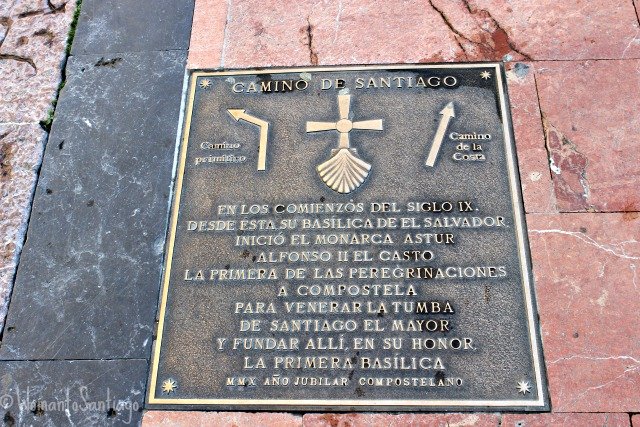 CAMINO DE SANTIAGO
Camino
primitivo
Camino
de la
Costa
EN LOS COMIENZOS DEL SIGLO IX.
DESDE ESTA SU BASÍLICA DE EL SALVADOR
INICIÓ EL MONARCA ASTUR
ALFONSO II EL CASTO
LA PRIMERA DE LAS PEREGRINACIONES
A COMPOSTELA
PARA VENERAR LA TUMBA
DE SANTIAGO EL MAYOR
Y FUNDAR ALLÍ, EN SU HONOR
LA PRIMERA BASÍLICA
MMX AÑO JUBILAR COMPOSTELANO